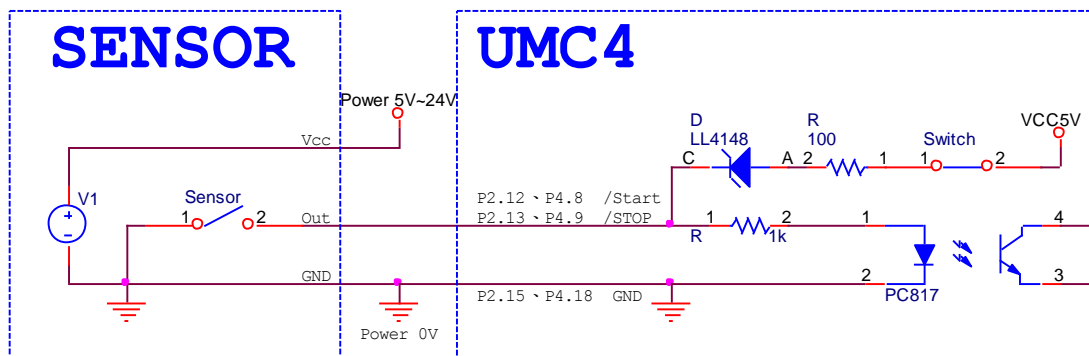 SENSOR
UMC4
Power 5V~24V
D
LL4148
R
100
VCC5V
Switch
Vcc
C
A
2
1
1
2
V1
Sensor
P2.12、P4.8 /Start
1
2
Out
P2.13、P4.9 /STOP
1
2
1
4
R
1k
GND
2
3
P2.15、P4.18 GND
PC817
Power 0V